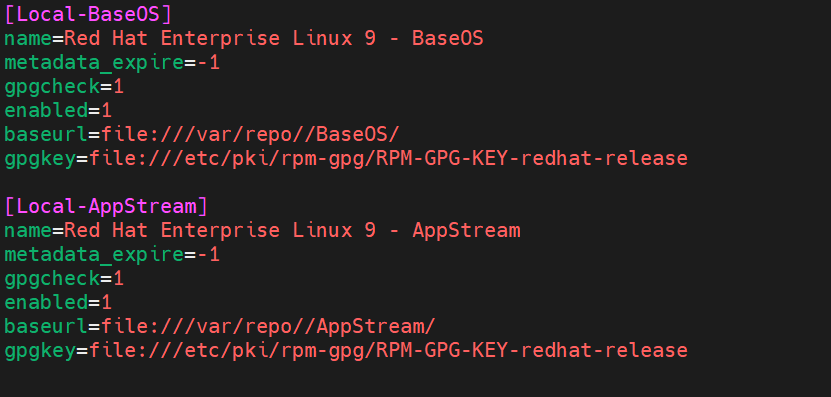 [Local-BaseOS]
name=Red Hat Enterprise Linux 9 - BaseOS
metadata_expire=-1
gpgcheck=1
enabled=1
baseurl=file:///var/repo//BaseOS/
gpgkey=file:///etc/pki/rpm-gpg/RPM-GPG-KEY-redhat-release

[Local-AppStream]
name=Red Hat Enterprise Linux 9 - AppStream
metadata_expire=-1
gpgcheck=1
enabled=1
baseurl=file:///var/repo//AppStream/
gpgkey=file:///etc/pki/rpm-gpg/RPM-GPG-KEY-redhat-release